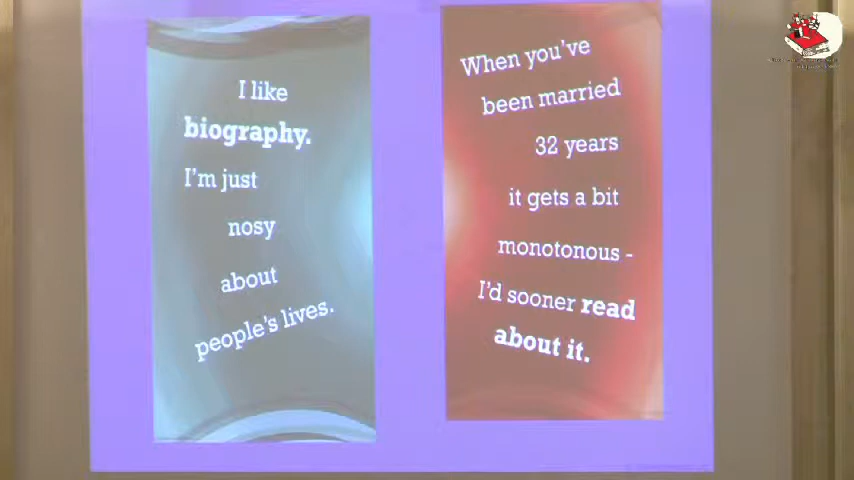 I like
biography.
I'm just
nosy
about
people's lives.
When you've
been married
32 years
it gets a bit
monotonous -
I'd sooner read
about it.